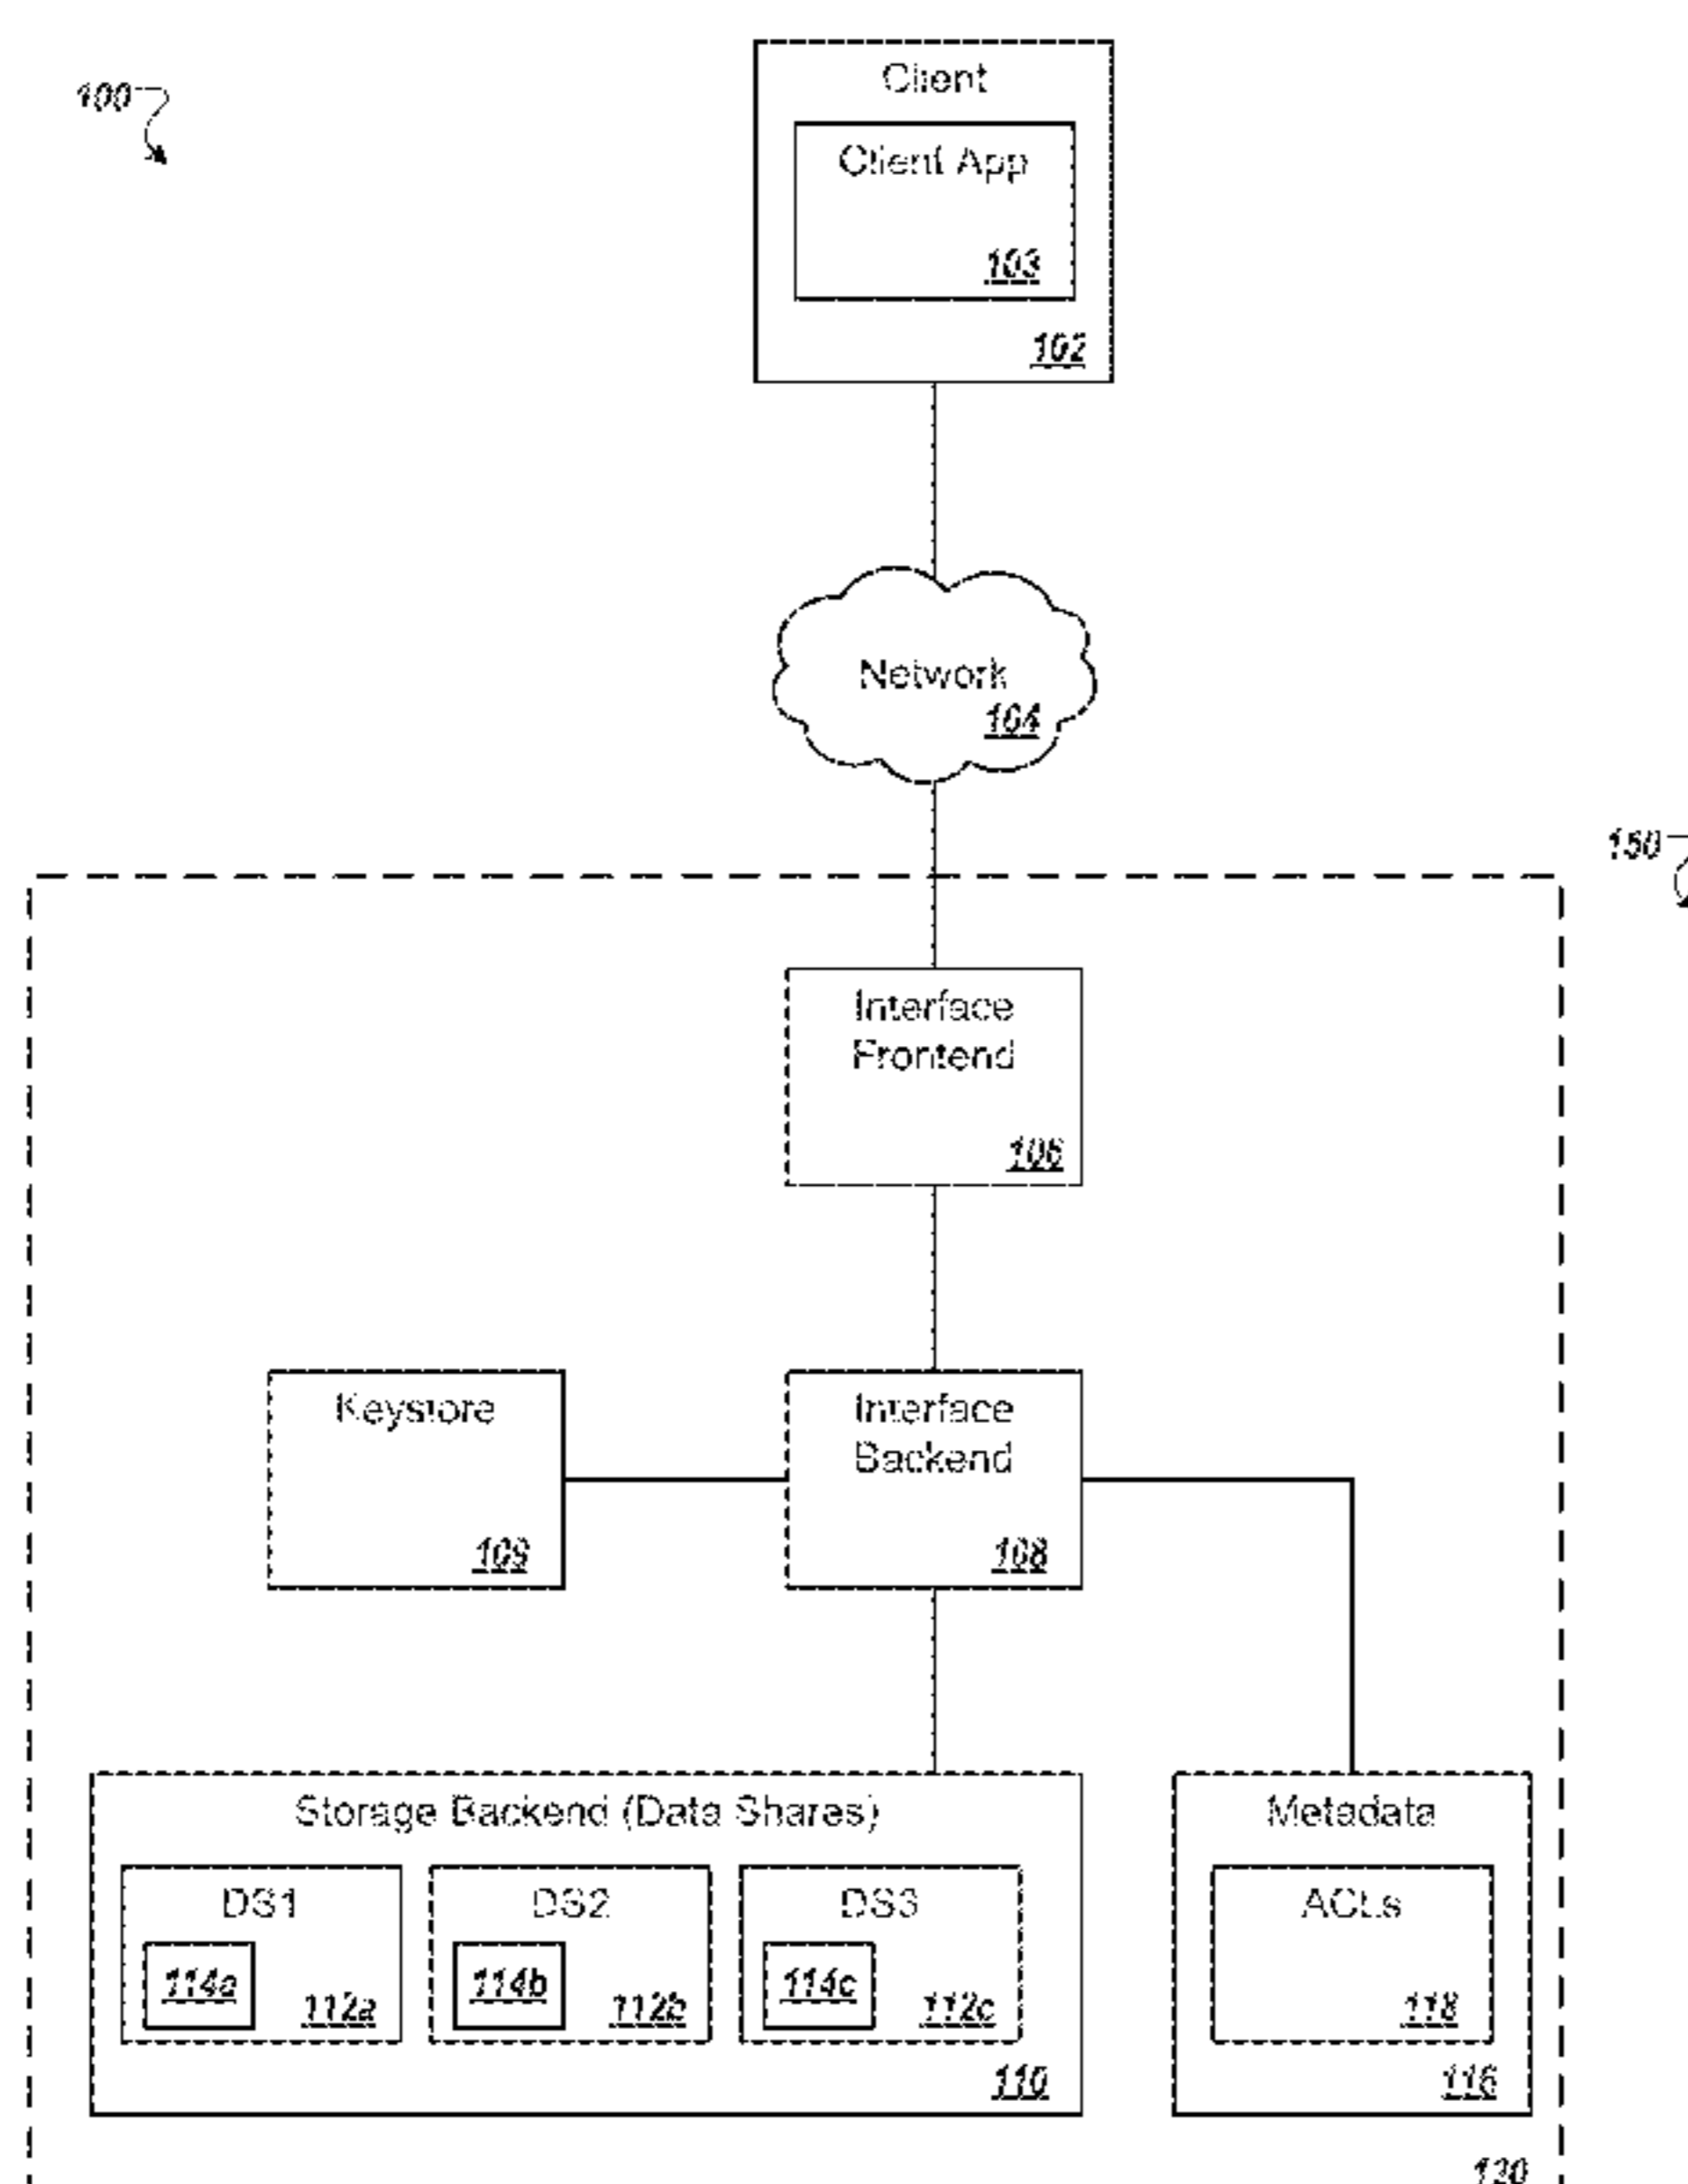 100
Client
Client App
103
102
Network
104
150
Interface
Frontend
106
Keystore
109
Interface
Backend
108
Storage Backend (Data Shares)
DS1
114a
112a
DS2
114b
112b
DS3
114c
112c
110
Metadata
ACLs
118
116